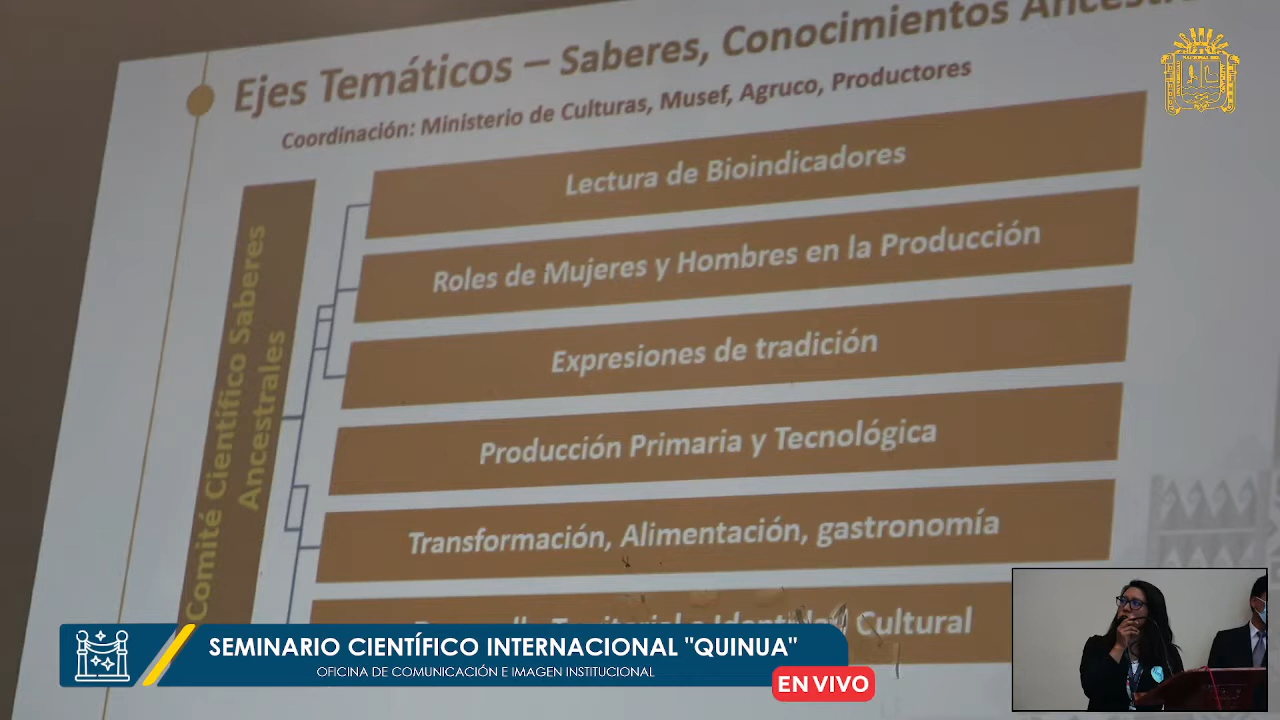 Ejes Temáticos – Saberes, Conocimientos
Coordinación: Ministerio de Culturas, Musef, Agruco, Productores
Comité Científico Saberes
Ancestrales
Lectura de Bioindicadores
Roles de Mujeres y Hombres en la Producción
Expresiones de tradición
Producción Primaria y Tecnológica
Transformación, Alimentación, gastronomía
Cultural
SEMINARIO CIENTÍFICO INTERNACIONAL "QUINUA"
OFICINA DE COMUNICACIÓN E IMAGEN INSTITUCIONAL
EN VIVO